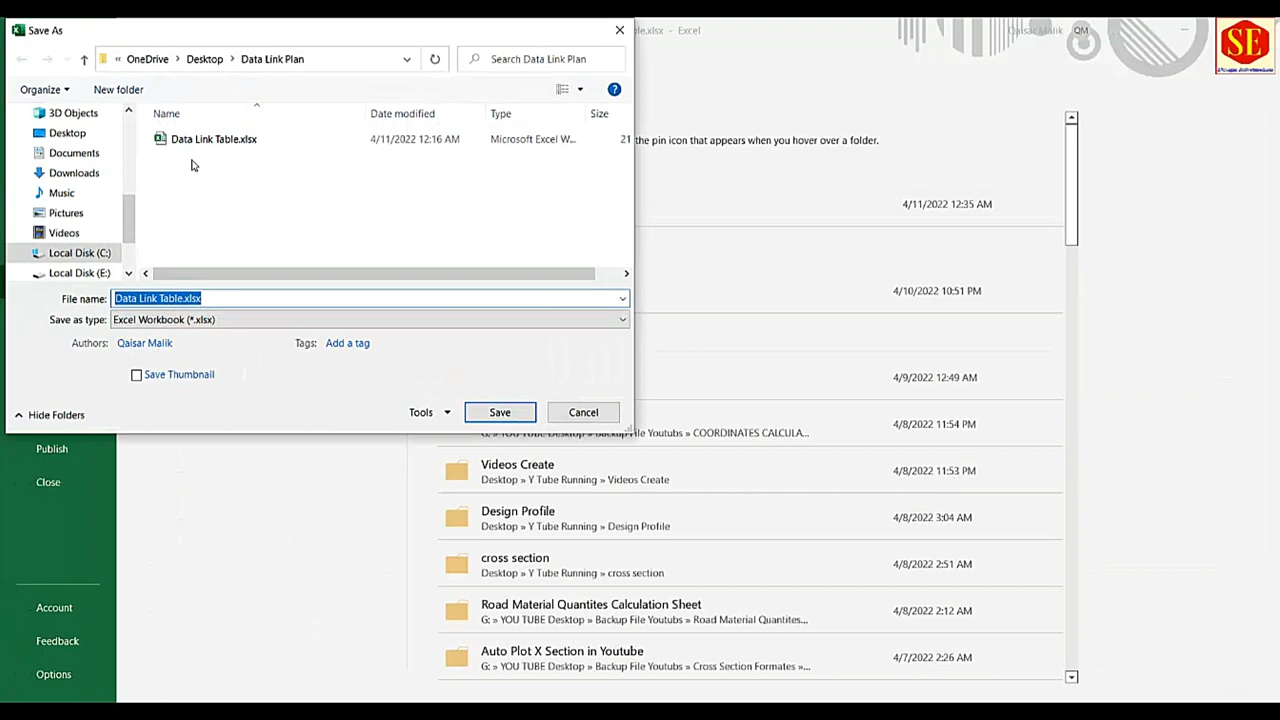 Save As
le.xlsx - Excel
Qaisar Malik
QM
SE
« OneDrive > Desktop > Data Link Plan
Search Data Link Plan
Organize
New folder
?
Name
Date modified
Type
Size
3D Objects
Desktop
Documents
Downloads
Music
Pictures
Videos
Local Disk (C:)
Local Disk (E:)
Data Link Table.xlsx
4/11/2022 12:16 AM
Microsoft Excel W...
21
the pin icon that appears when you hover over a folder.
4/11/2022 12:35 AM
4/10/2022 10:51 PM
4/9/2022 12:49 AM
File name: Data Link Table.xlsx
Save as type: Excel Workbook (*.xlsx)
Authors: Qaisar Malik
Tags: Add a tag
Save Thumbnail
Hide Folders
Tools
Save
Cancel
4/8/2022 11:54 PM
G: » YOU TUBE Desktop » Backup File Youtubs » COORDINATES CALCULA...
Publish
Close
Account
Feedback
Options
Videos Create
Desktop » Y Tube Running » Videos Create
4/8/2022 11:53 PM
Design Profile
Desktop » Y Tube Running » Design Profile
4/8/2022 3:04 AM
cross section
Desktop » Y Tube Running » cross section
4/8/2022 2:51 AM
Road Material Quantites Calculation Sheet
G: » YOU TUBE Desktop » Backup File Youtubs » Road Material Quantites...
4/8/2022 2:12 AM
Auto Plot X Section in Youtube
G: » YOU TUBE Desktop » Backup File Youtubs » Cross Section Formates »...
4/7/2022 2:26 AM